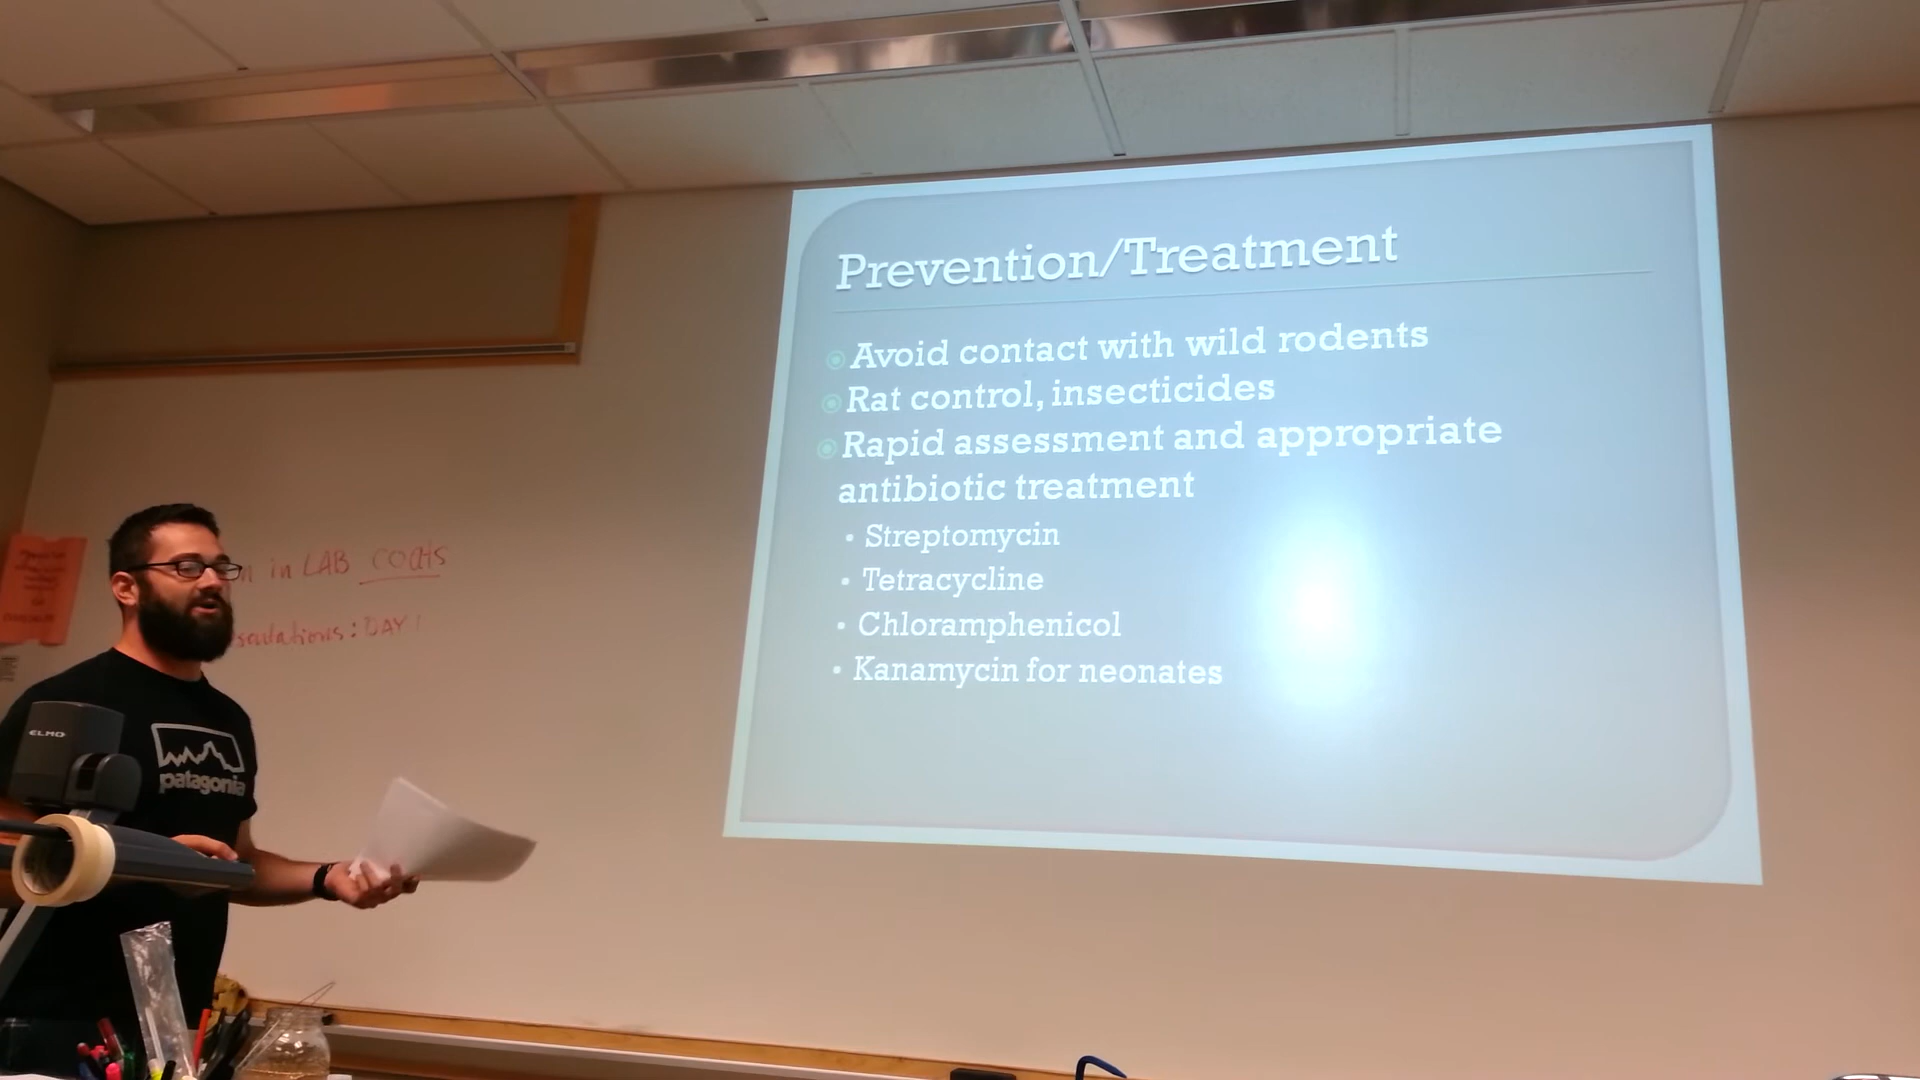 Prevention/Treatment
Avoid contact with wild rodents
Rat control, insecticides
Rapid assessment and appropriate
antibiotic treatment
• Streptomycin
• Tetracycline
• Chloramphenicol
• Kanamycin for neonates
in LAB coats
DAY 1
ELMO
patagonia